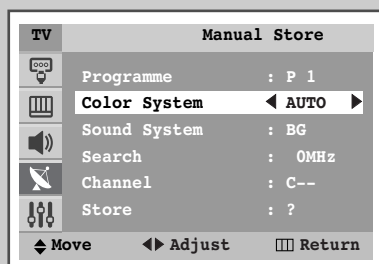 TV Manual Store
Programme : P 1
Color System ◀ AUTO ▶
Sound System : BG
Search : 0MHz
Channel : C--
Store : ?
Move Adjust Return